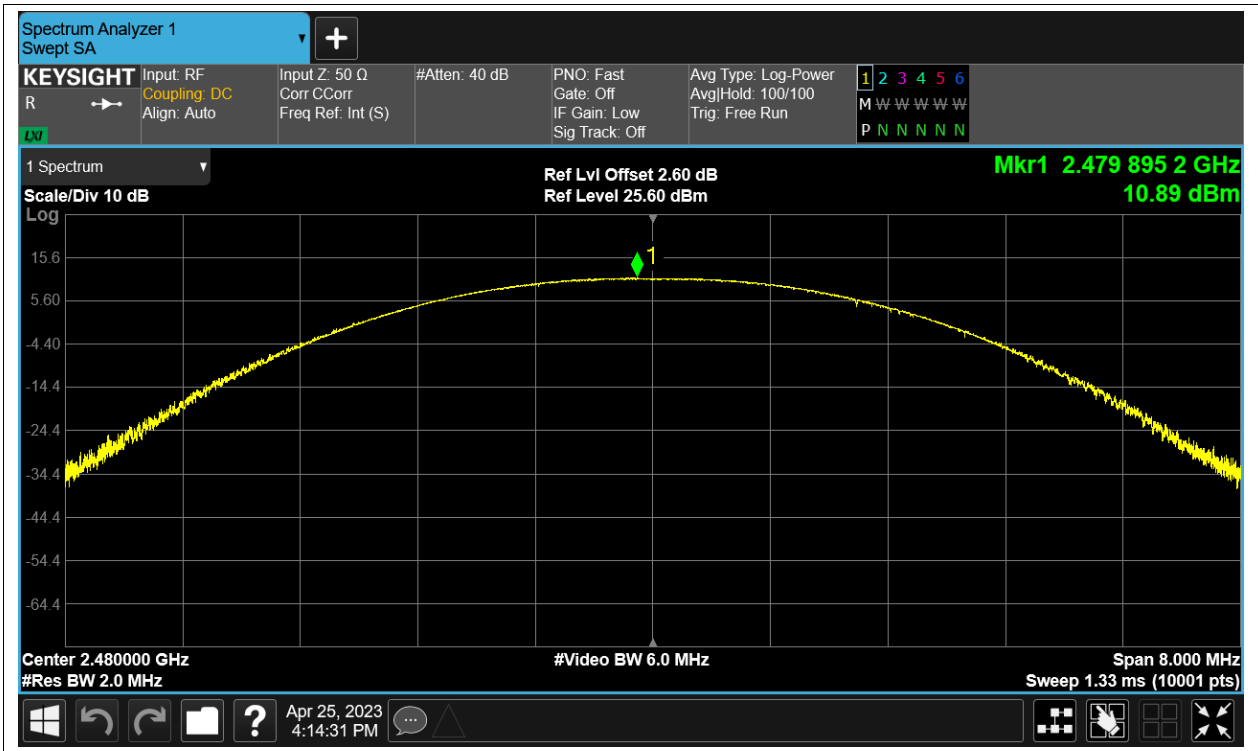 Spectrum Analyzer 1
Swept SA
+
KEYSIGHT
R
LXI
Input: RF
Coupling: DC
Align: Auto
Input Z: 50 Ω
Corr CCorr
Freq Ref: Int (S)
#Atten: 40 dB
PNO: Fast
Gate: Off
IF Gain: Low
Sig Track: Off
Avg Type: Log-Power
Avg|Hold: 100/100
Trig: Free Run
1 2 3 4 5 6
M W W W W W
P N N N N N
1 Spectrum
Scale/Div 10 dB
Log
Ref Lvl Offset 2.60 dB
Ref Level 25.60 dBm
Mkr1 2.479 895 2 GHz
10.89 dBm
1
15.6
5.60
-4.40
-14.4
-24.4
-34.4
-44.4
-54.4
-64.4
Center 2.480000 GHz
#Res BW 2.0 MHz
#Video BW 6.0 MHz
Span 8.000 MHz
Sweep 1.33 ms (10001 pts)
?
Apr 25, 2023
4:14:31 PM